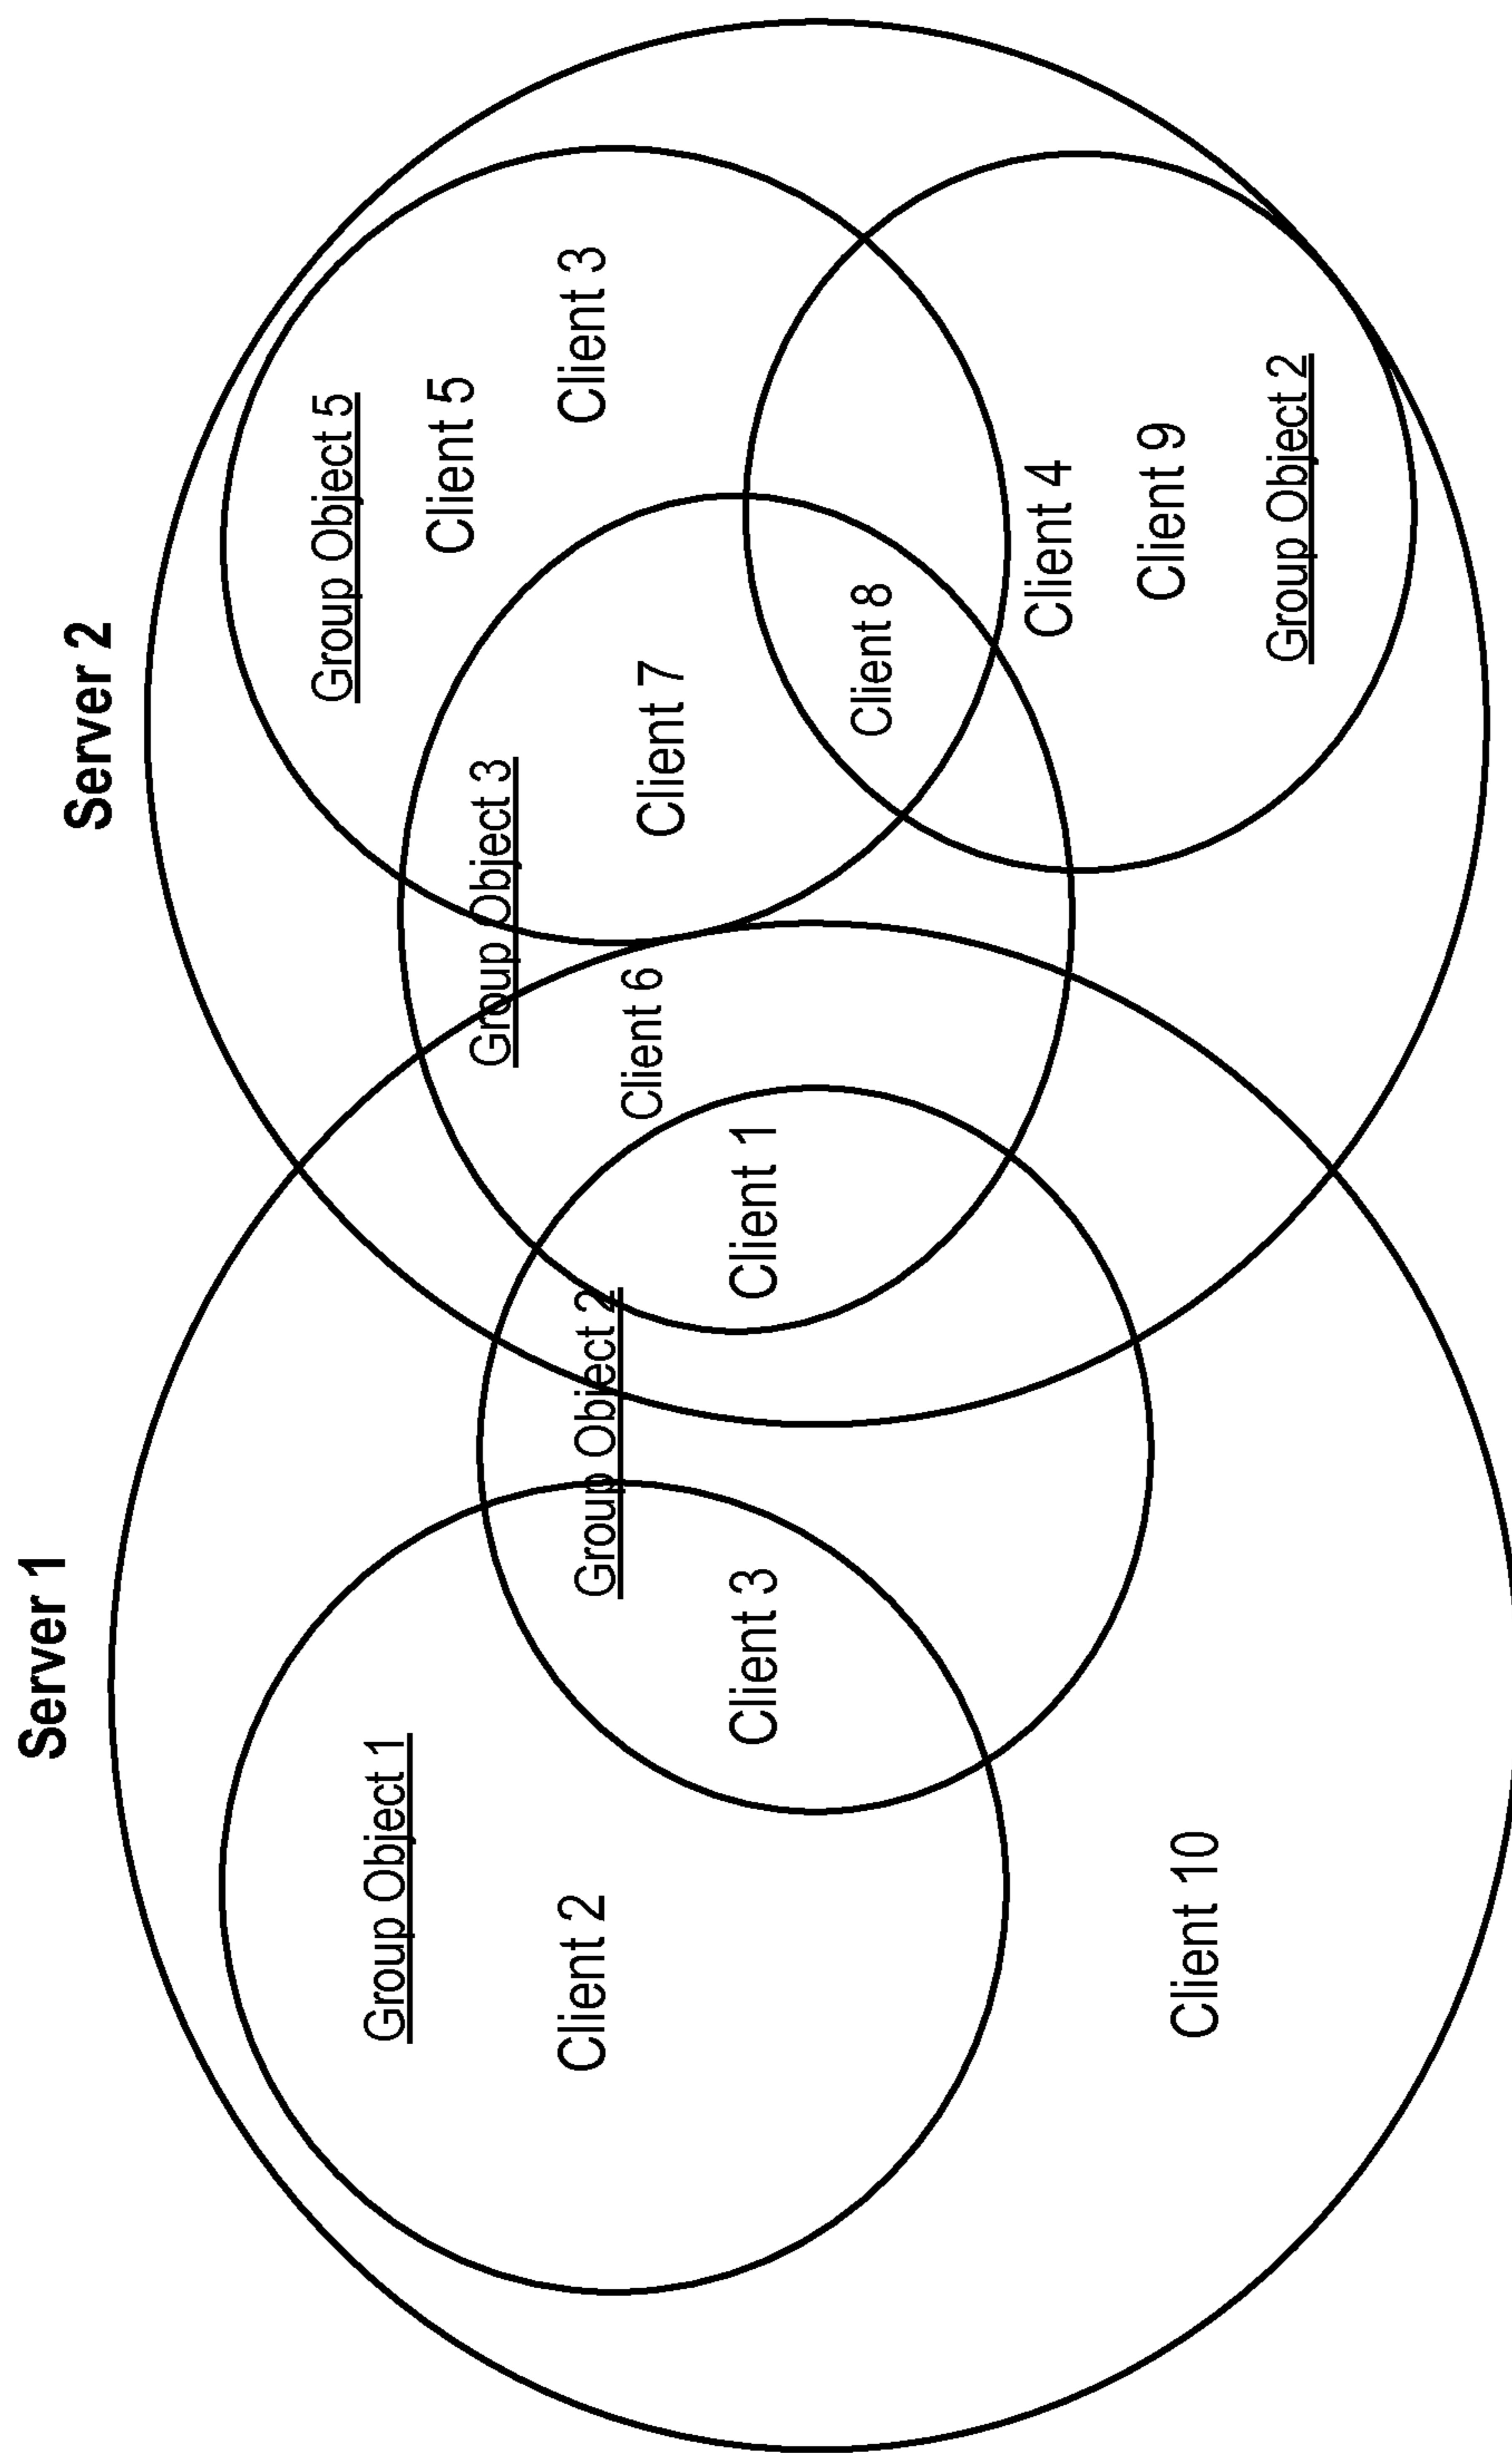 Server 1
Server 2
Group Object 1
Client 2
Group Object 2
Client 3
Client 1
Client 10
Group Object 3
Client 6
Client 7
Group Object 5
Client 5
Client 3
Client 8
Client 4
Client 9
Group Object 2